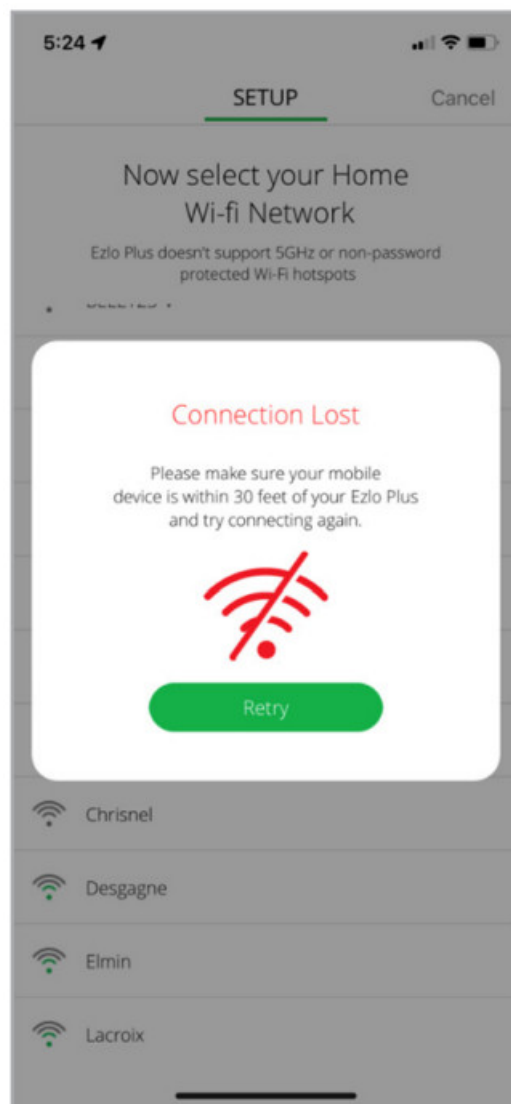 5:24
SETUP
Cancel
Now select your Home
Wi-fi Network
Ezlo Plus doesn't support 5GHz or non-password
protected Wi-Fi hotspots
Connection Lost
Please make sure your mobile
device is within 30 feet of your Ezlo Plus
and try connecting again.
Retry
Chrisnel
Desgagne
Elmin
Lacroix